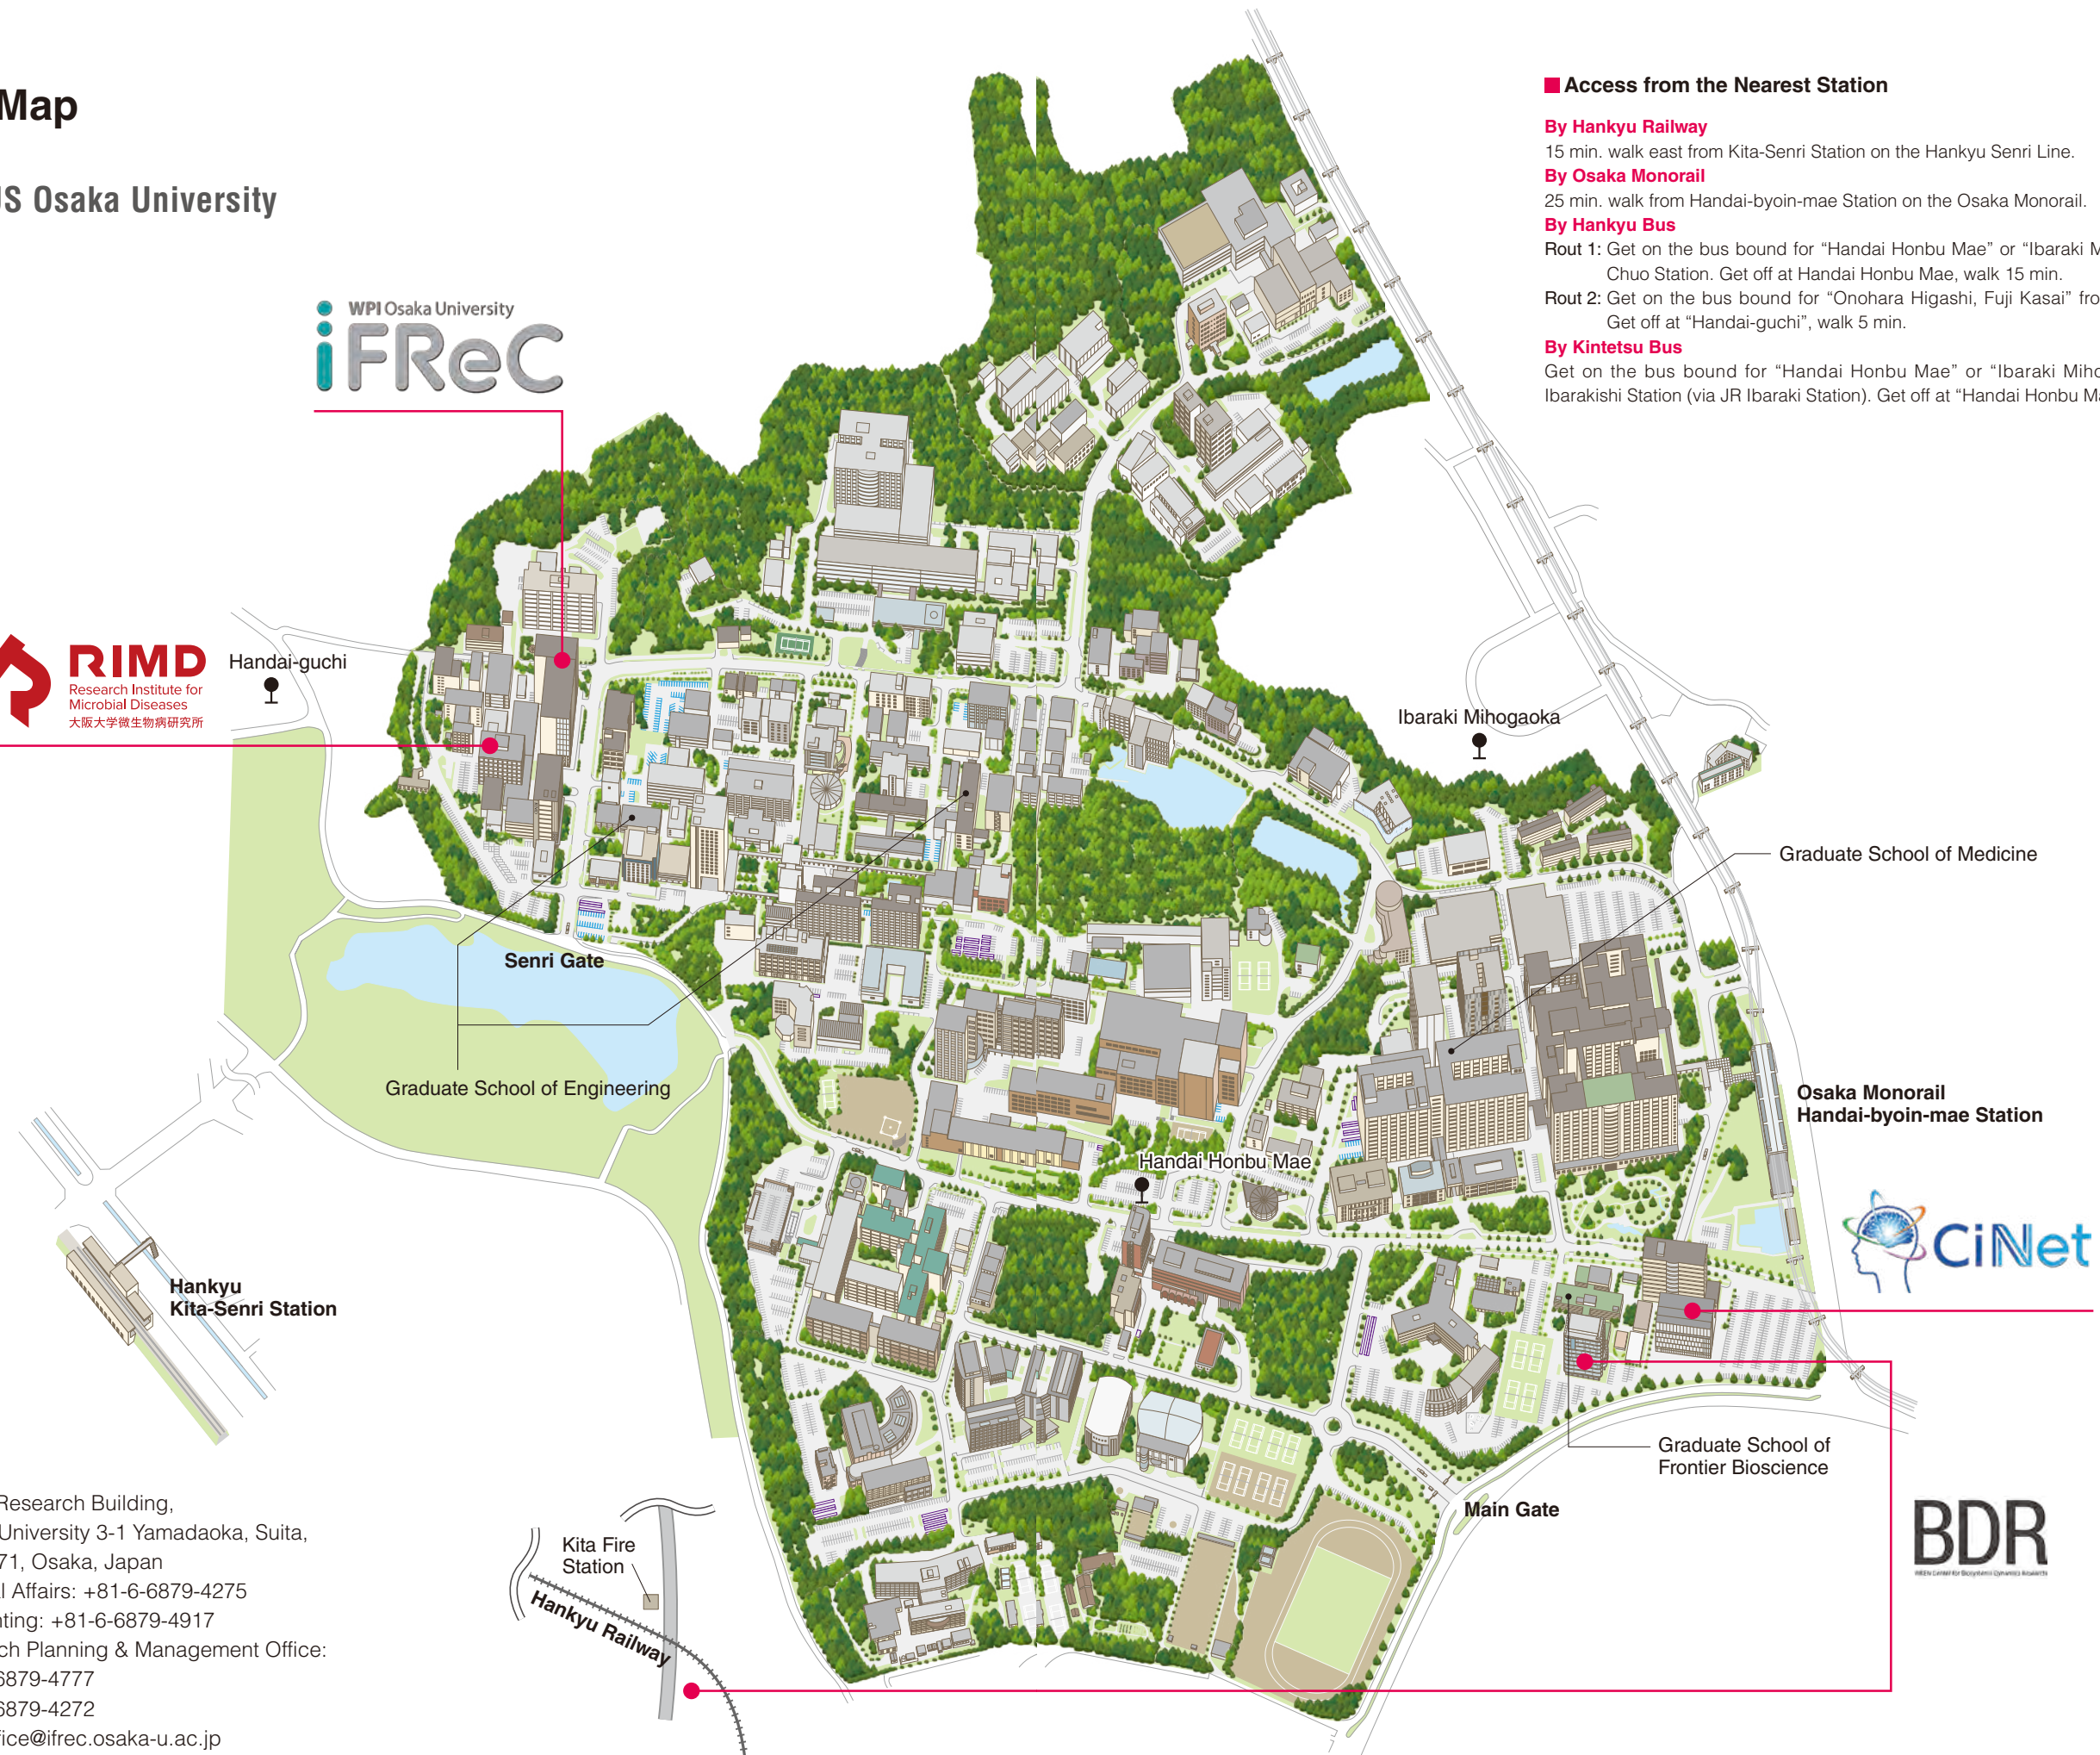 Map
US Osaka University
WPI Osaka University
iFReC
RIMD
Research Institute for
Microbial Diseases
大阪大学微生物病研究所
Handai-guchi
Access from the Nearest Station
By Hankyu Railway
15 min. walk east from Kita-Senri Station on the Hankyu Senri Line.
By Osaka Monorail
25 min. walk from Handai-byoin-mae Station on the Osaka Monorail.
By Hankyu Bus
Rout 1: Get on the bus bound for “Handai Honbu Mae” or “Ibaraki M
Chuo Station. Get off at Handai Honbu Mae, walk 15 min.
Rout 2: Get on the bus bound for “Onohara Higashi, Fuji Kasai” fro
Get off at “Handai-guchi”, walk 5 min.
By Kintetsu Bus
Get on the bus bound for “Handai Honbu Mae” or “Ibaraki Miho
Ibarakishi Station (via JR Ibaraki Station). Get off at “Handai Honbu Ma
Ibaraki Mihogaoka
Graduate School of Medicine
Senri Gate
Graduate School of Engineering
Osaka Monorail
Handai-byoin-mae Station
Handai Honbu Mae
CiNet
Hankyu
Kita-Senri Station
Graduate School of
Frontier Bioscience
Main Gate
BDR
RIKEN Center for Biosystems Dynamics Research
Kita Fire
Station
Hankyu Railway
Research Building,
University 3-1 Yamadaoka, Suita,
71, Osaka, Japan
l Affairs: +81-6-6879-4275
nting: +81-6-6879-4917
ch Planning & Management Office:
6879-4777
6879-4272
fice@ifrec.osaka-u.ac.jp